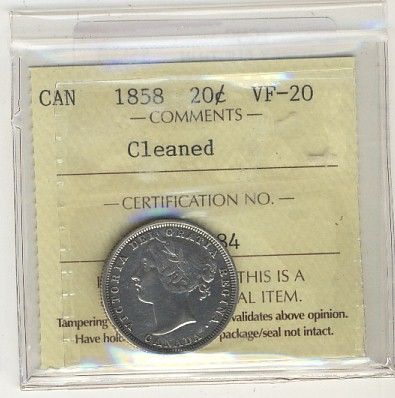 CAN 1858 20¢ VF-20
— COMMENTS —
Cleaned
— CERTIFICATION NO. —
84
THIS IS A
AL ITEM.
Tampering validates above opinion.
Have package/seal not intact.
VICTORIA DEI GRATIA REGINA.
CANADA